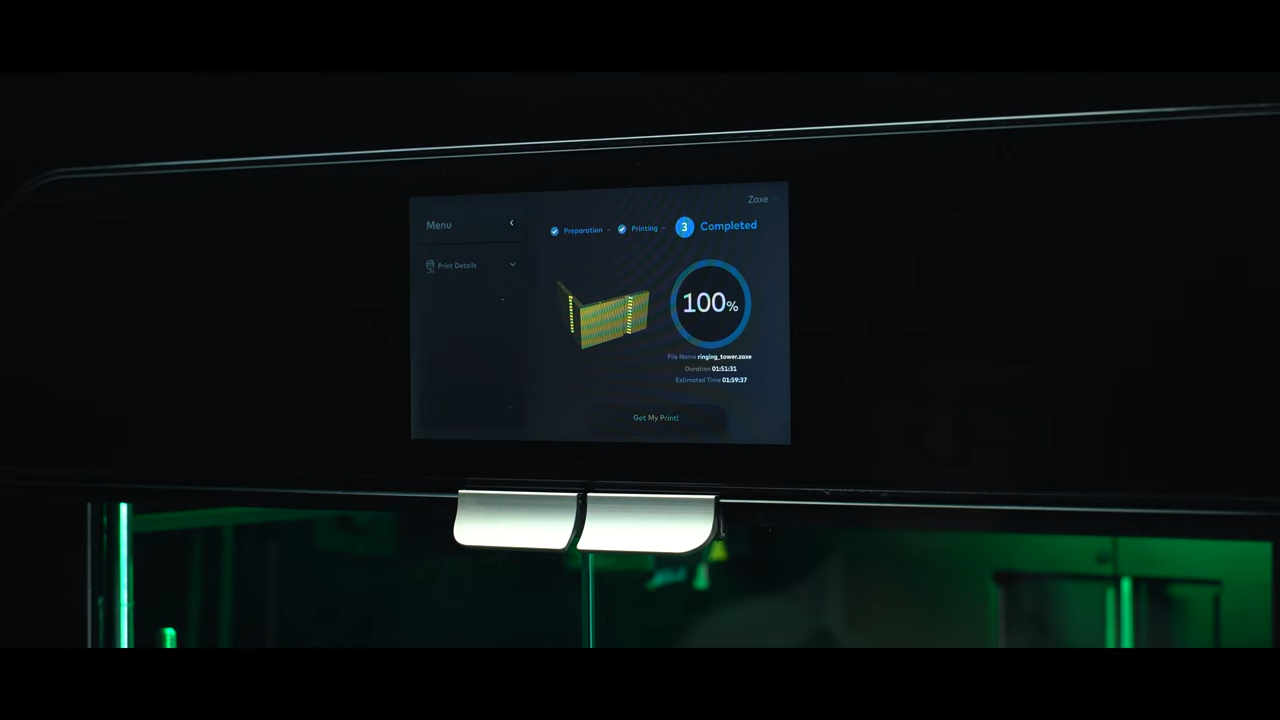 Zaxe
Menu
Preparation
Printing
3 Completed
Print Details
100%
File Name ringing_tower.zaxe
Duration 01:51:31
Estimated Time 01:59:37
Got My Print!